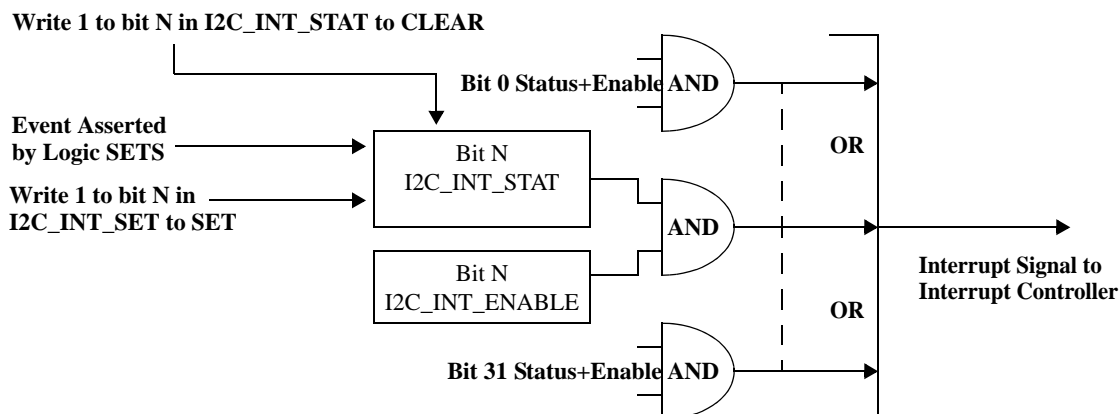 Write 1 to bit N in I2C_INT_STAT to CLEAR
Bit 0 Status+Enable
AND
Event Asserted
by Logic SETS
Bit N
I2C_INT_STAT
OR
Write 1 to bit N in
I2C_INT_SET to SET
AND
Bit N
I2C_INT_ENABLE
Interrupt Signal to
Interrupt Controller
OR
Bit 31 Status+Enable
AND